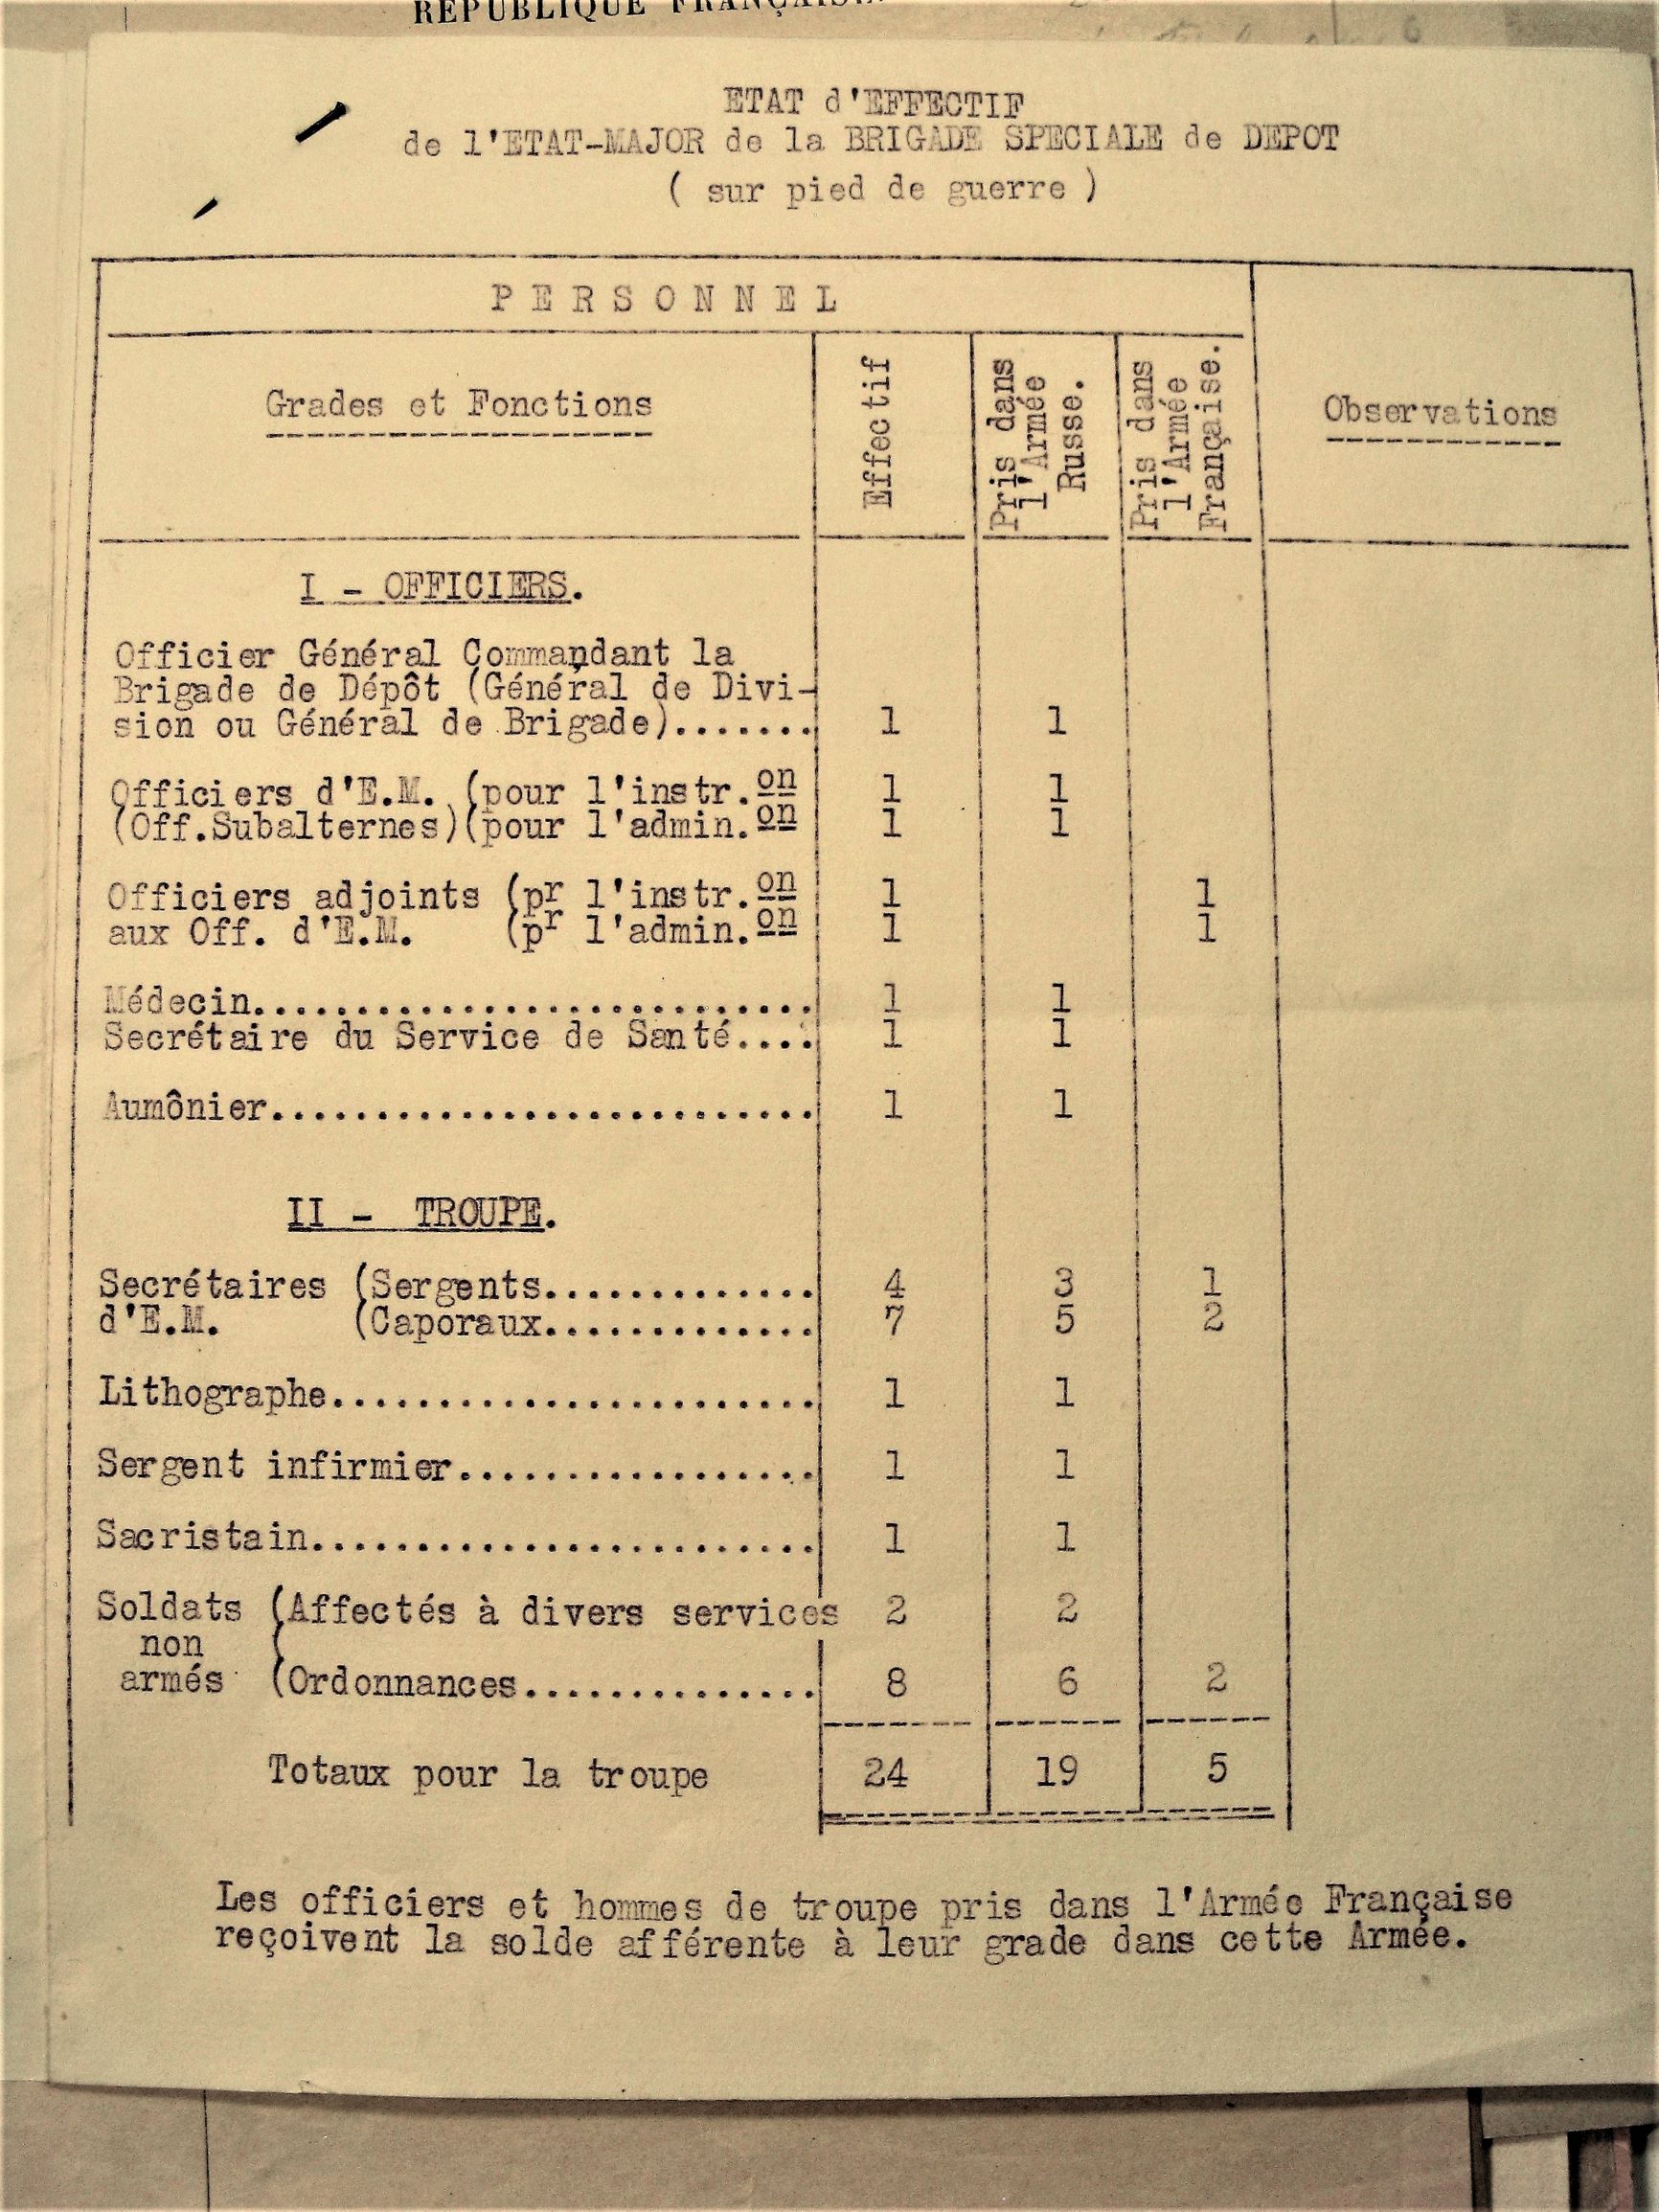 RÉPUBLIQUE FRANÇAISE
ETAT d'EFFECTIF
de l'ETAT-MAJOR de la BRIGADE SPECIALE de DEPOT
( sur pied de guerre )
PERSONNEL
Grades et Fonctions
Effectif
Pris dans
l'Armée
Russe.
Pris dans
l'Armée
Française.
Observations
I - OFFICIERS.
Officier Général Commandant la
Brigade de Dépôt (Général de Divi-
sion ou Général de Brigade)....... 1 1
Officiers d'E.M. (pour l'instr.on 1 1
(Off.Subalternes)(pour l'admin.on 1 1
Officiers adjoints (pr l'instr.on 1 1
aux Off. d'E.M. (pr l'admin.on 1 1
Médecin........................... 1 1
Secrétaire du Service de Santé.... 1 1
Aumônier.......................... 1 1
II - TROUPE.
Secrétaires (Sergents............. 4 3 1
d'E.M. (Caporaux............. 7 5 2
Lithographe....................... 1 1
Sergent infirmier................. 1 1
Sacristain........................ 1 1
Soldats (Affectés à divers services 2 2
non (
armés (Ordonnances.............. 8 6 2
Totaux pour la troupe 24 19 5
Les officiers et hommes de troupe pris dans l'Armée Française
reçoivent la solde afférente à leur grade dans cette Armée.